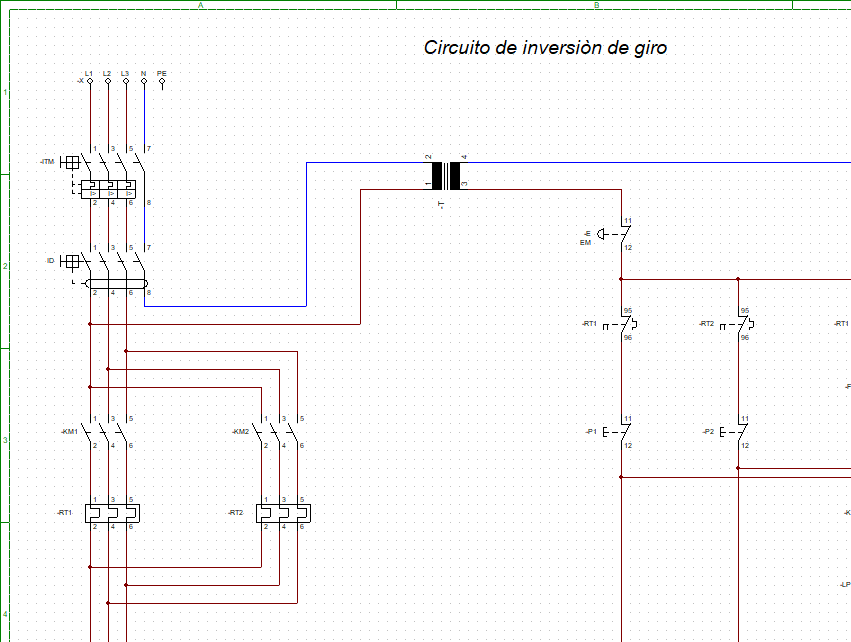 A B
Circuito de inversiòn de giro
L1 L2 L3 N PE
-X
1
1 3 5 7
-ITM
2 4
I> I> I>
1 3
2 4 6 8
-T
11
-E
EM
12
1 3 5 7
ID
2
2 4 6 8
95 95
-RT1 -RT2 -RT1
96 96
-F
1 3 5 1 3 5 11 11
-KM1 -KM2 -P1 -P2
3
2 4 6 2 4 6 12 12
1 3 5 1 3 5
-RT1 -RT2 -K
2 4 6 2 4 6
-LP
4